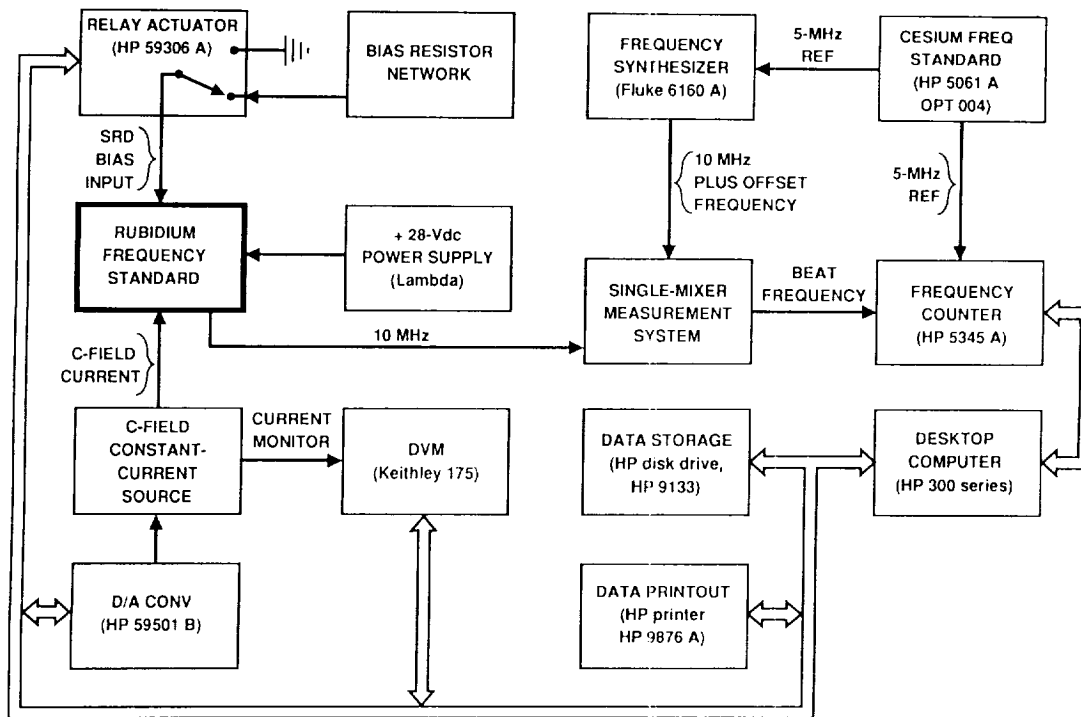 RELAY ACTUATOR
(HP 59306 A)
BIAS RESISTOR
NETWORK
FREQUENCY
SYNTHESIZER
(Fluke 6160 A)
5-MHz
REF
CESIUM FREQ
STANDARD
(HP 5061 A
OPT 004)
SRD
BIAS
INPUT
10 MHz
PLUS OFFSET
FREQUENCY
5-MHz
REF
RUBIDIUM
FREQUENCY
STANDARD
+ 28-Vdc
POWER SUPPLY
(Lambda)
SINGLE-MIXER
MEASUREMENT
SYSTEM
BEAT
FREQUENCY
FREQUENCY
COUNTER
(HP 5345 A)
10 MHz
C-FIELD
CURRENT
C-FIELD
CONSTANT-
CURRENT
SOURCE
CURRENT
MONITOR
DVM
(Keithley 175)
DATA STORAGE
(HP disk drive,
HP 9133)
DESKTOP
COMPUTER
(HP 300 series)
D/A CONV
(HP 59501 B)
DATA PRINTOUT
(HP printer
HP 9876 A)